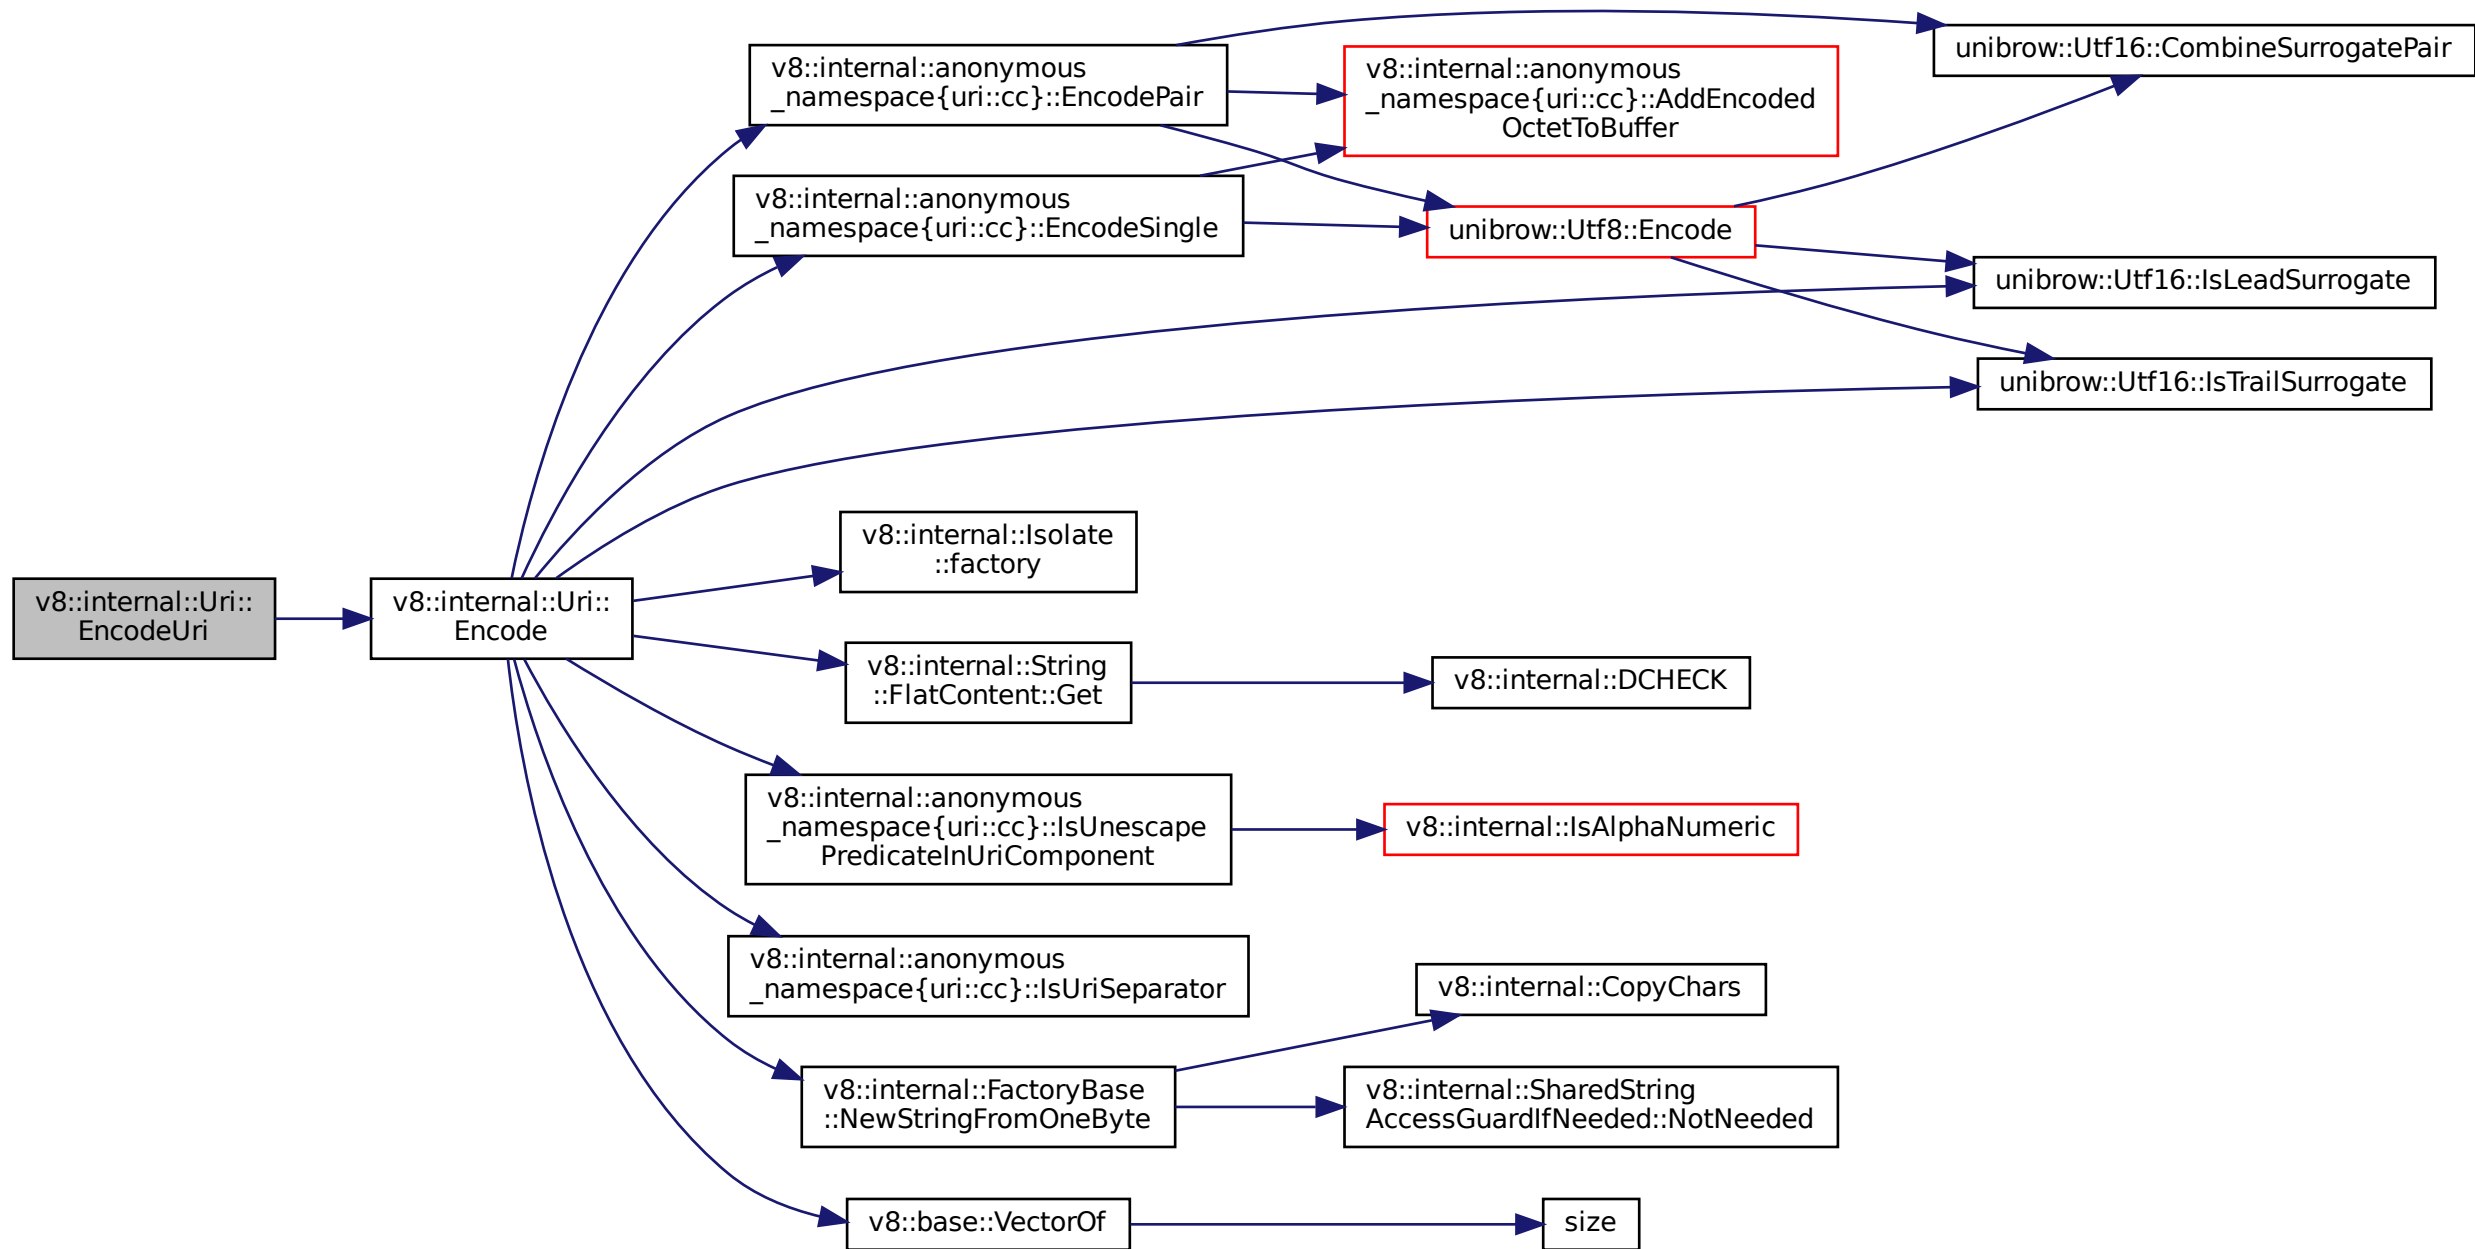 v8::internal::Uri::
EncodeUri
v8::internal::Uri::
Encode
v8::internal::anonymous
_namespace{uri::cc}::EncodePair
unibrow::Utf16::CombineSurrogatePair
v8::internal::anonymous
_namespace{uri::cc}::AddEncoded
OctetToBuffer
unibrow::Utf8::Encode
unibrow::Utf16::IsLeadSurrogate
unibrow::Utf16::IsTrailSurrogate
v8::internal::anonymous
_namespace{uri::cc}::EncodeSingle
v8::internal::Isolate
::factory
v8::internal::String
::FlatContent::Get
v8::internal::DCHECK
v8::internal::anonymous
_namespace{uri::cc}::IsUnescape
PredicateInUriComponent
v8::internal::IsAlphaNumeric
v8::internal::anonymous
_namespace{uri::cc}::IsUriSeparator
v8::internal::FactoryBase
::NewStringFromOneByte
v8::internal::CopyChars
v8::internal::SharedString
AccessGuardIfNeeded::NotNeeded
v8::base::VectorOf
size